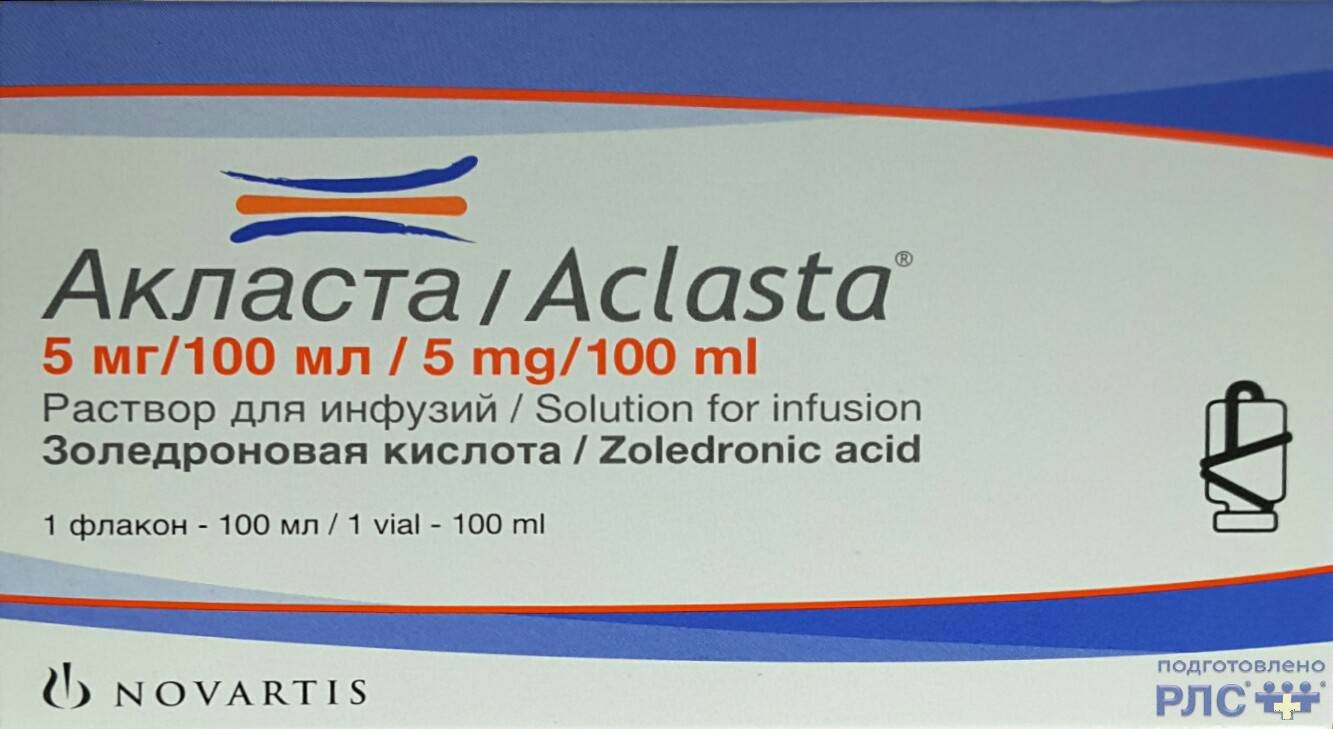 Акласта / Aclasta®
5 мг/100 мл / 5 mg/100 ml
Раствор для инфузий / Solution for infusion
Золедроновая кислота / Zoledronic acid
1 флакон - 100 мл / 1 vial - 100 ml
NOVARTIS
подготовлено
РЛС®